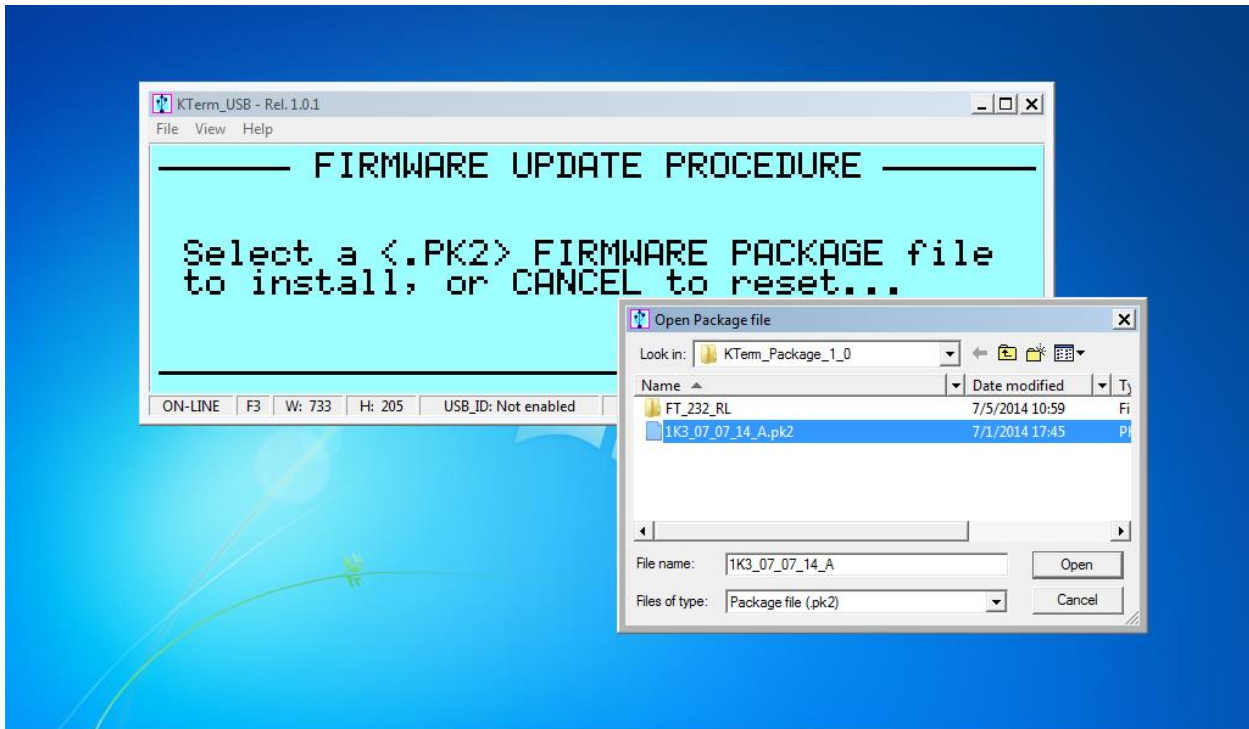 KTerm_USB - Rel. 1.0.1
File View Help
FIRMWARE UPDATE PROCEDURE
Select a <.PK2> FIRMWARE PACKAGE file
to install, or CANCEL to reset...
ON-LINE F3 W: 733 H: 205 USB_ID: Not enabled
Open Package file
Look in: KTerm_Package_1_0
Name Date modified Ty
FT_232_RL 7/5/2014 10:59 Fi
1K3_07_07_14_A.pk2 7/1/2014 17:45 PK
File name: 1K3_07_07_14_A Open
Files of type: Package file (.pk2) Cancel